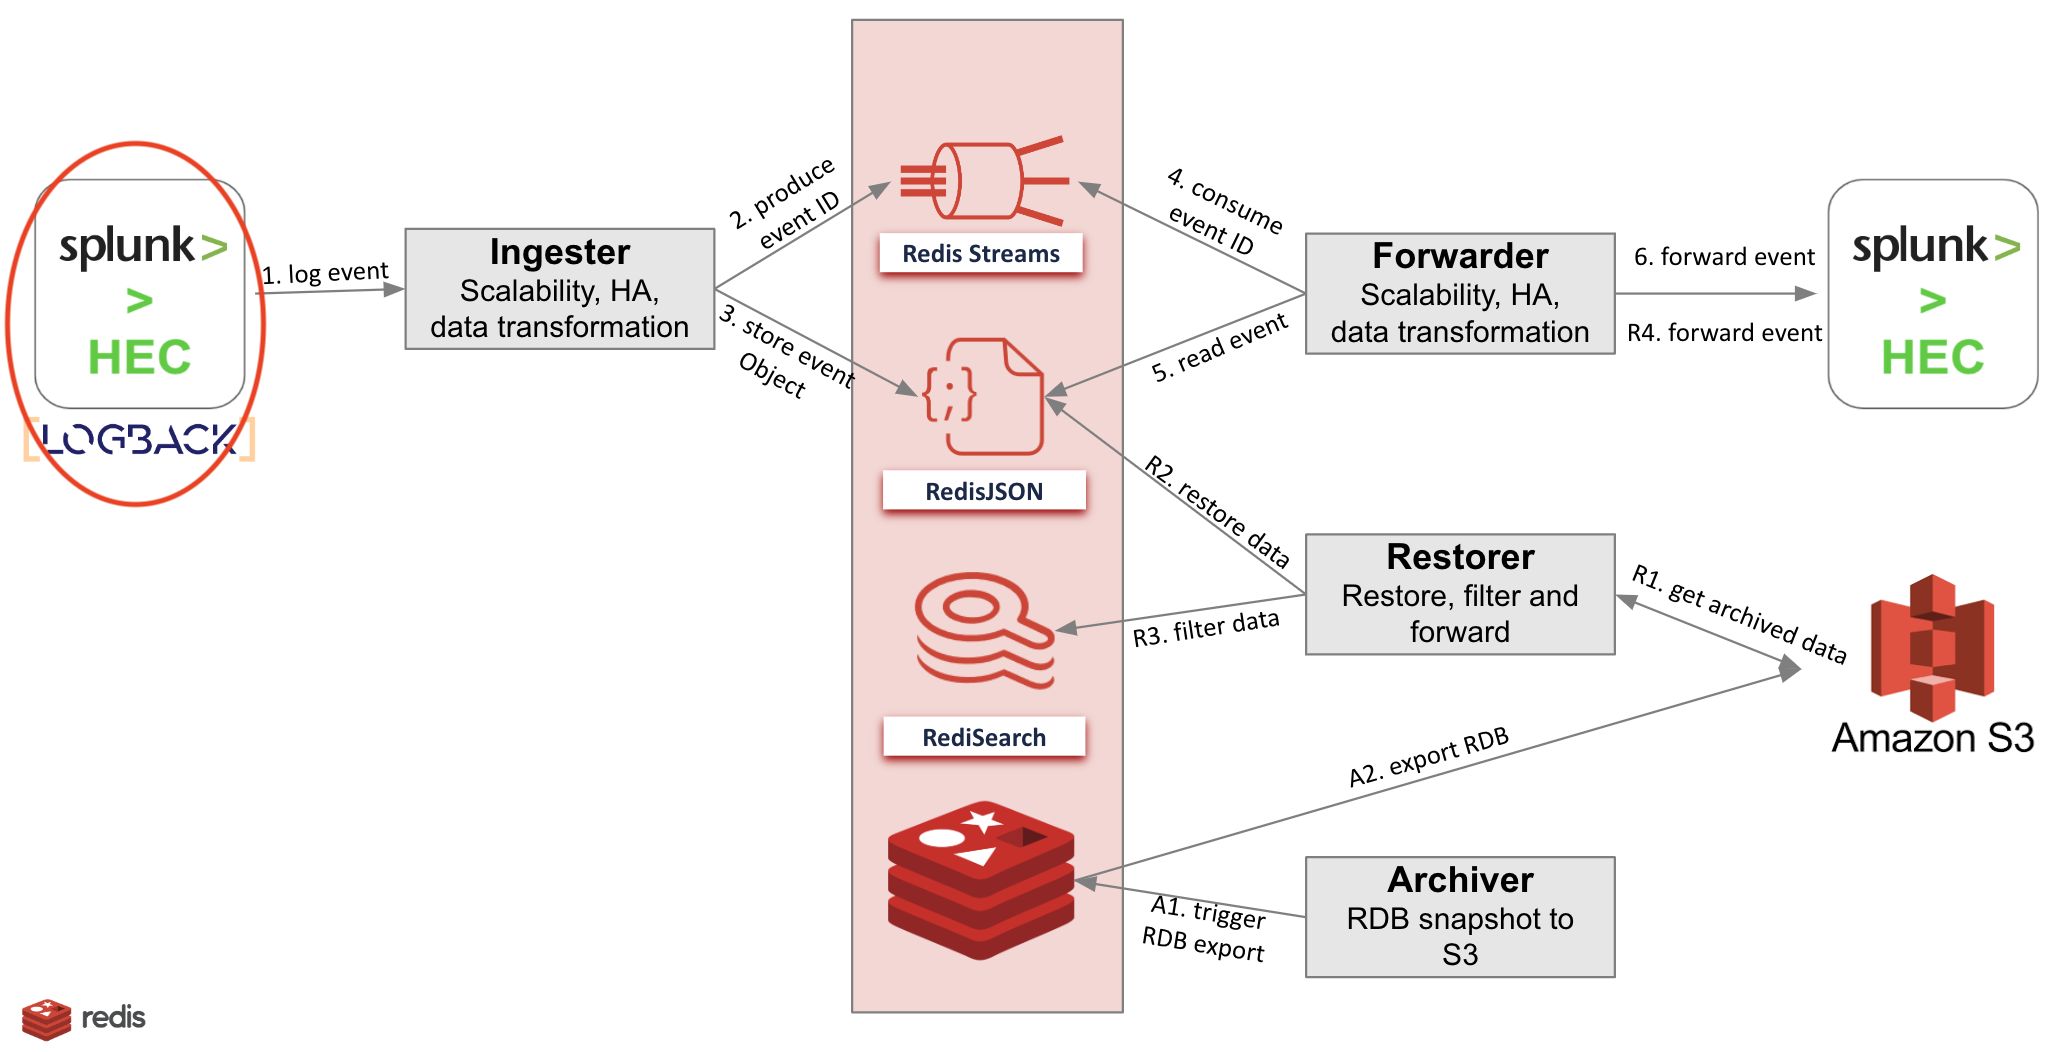 splunk>
>
HEC
[LOGBACK]
1. log event
Ingester
Scalability, HA,
data transformation
2. produce
event ID
3. store event
Object
Redis Streams
{;}
RedisJSON
RediSearch
4. consume
event ID
5. read event
Forwarder
Scalability, HA,
data transformation
6. forward event
R4. forward event
splunk>
>
HEC
R2. restore data
R3. filter data
Restorer
Restore, filter and
forward
R1. get archived data
Amazon S3
A2. export RDB
A1. trigger
RDB export
Archiver
RDB snapshot to
S3
redis